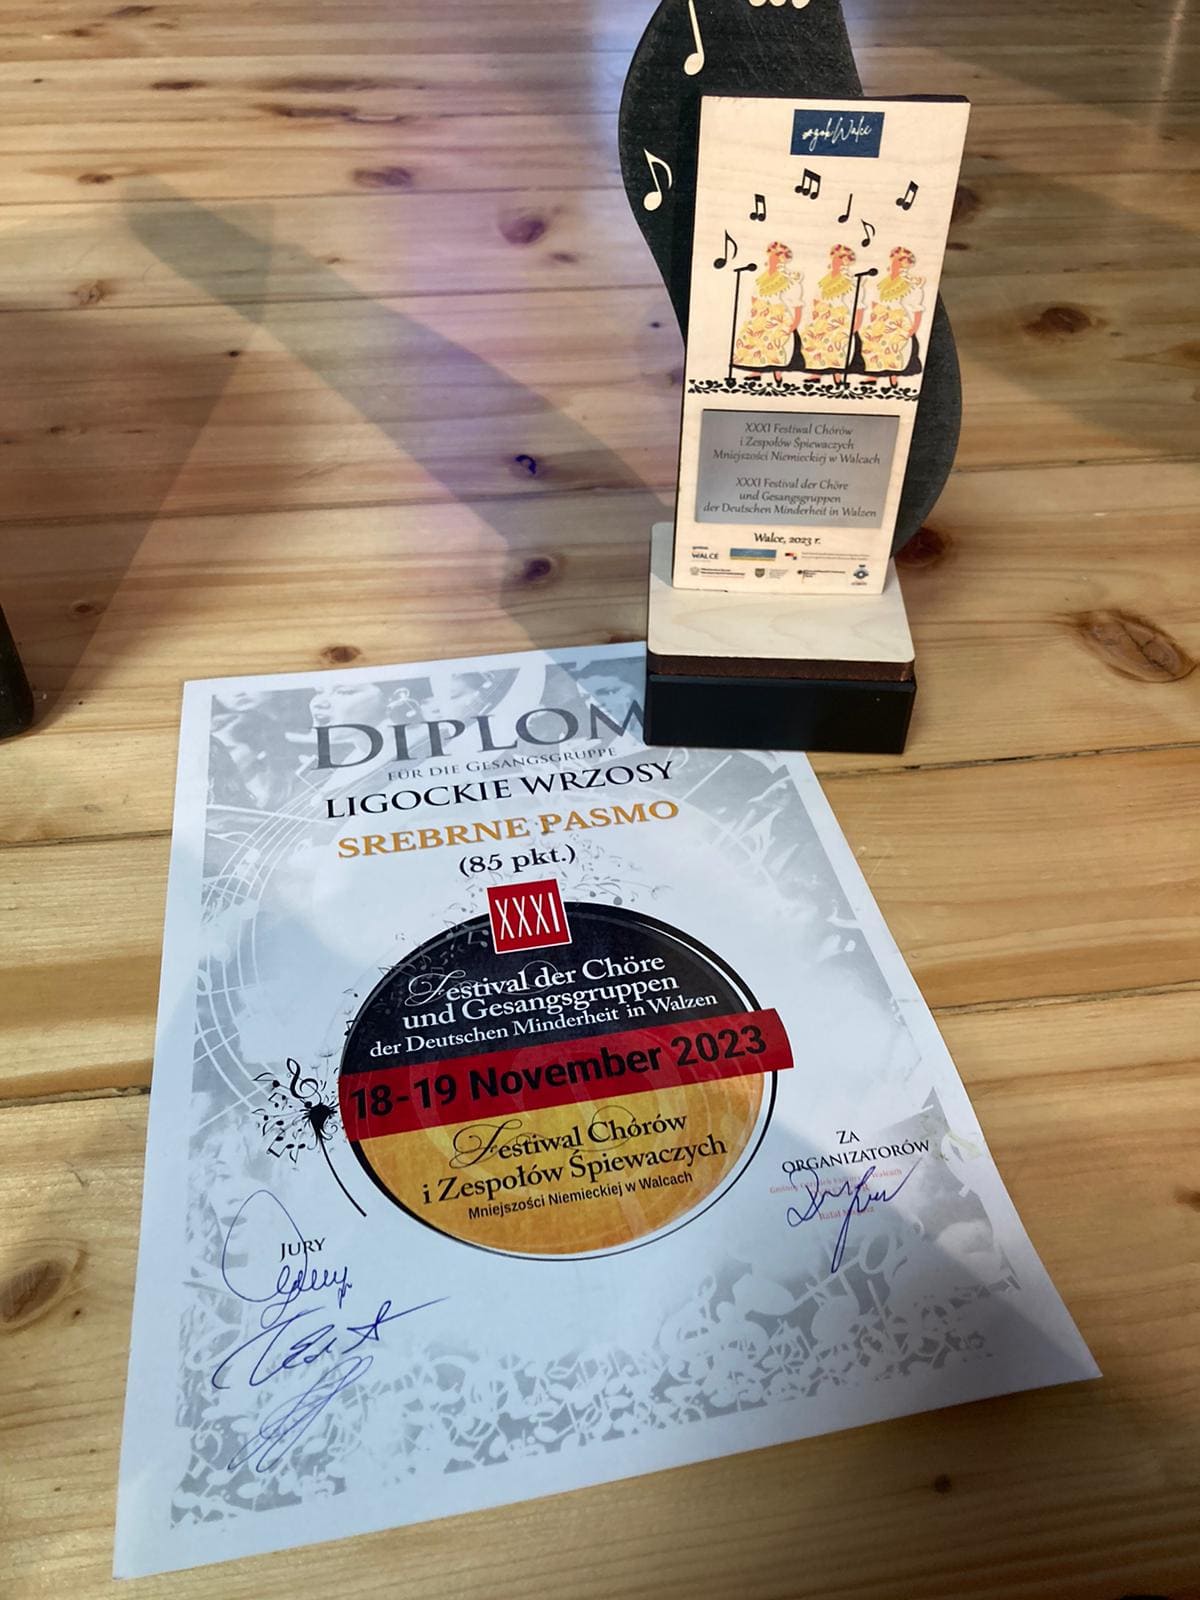 #gokWalce
XXXI Festiwal Chórów
i Zespołów Śpiewaczych
Mniejszości Niemieckiej w Walcach
XXXI Festival der Chöre
und Gesangsgruppen
der Deutschen Minderheit in Walzen
Walce, 2023 r.
WALCE
DIPLOM
FÜR DIE GESANGSGRUPPE
LIGOCKIE WRZOSY
SREBRNE PASMO
(85 pkt.)
XXXI
Festival der Chöre
und Gesangsgruppen
der Deutschen Minderheit in Walzen
18-19 November 2023
Festiwal Chórów
i Zespołów Śpiewaczych
Mniejszości Niemieckiej w Walcach
ZA
ORGANIZATORÓW
JURY